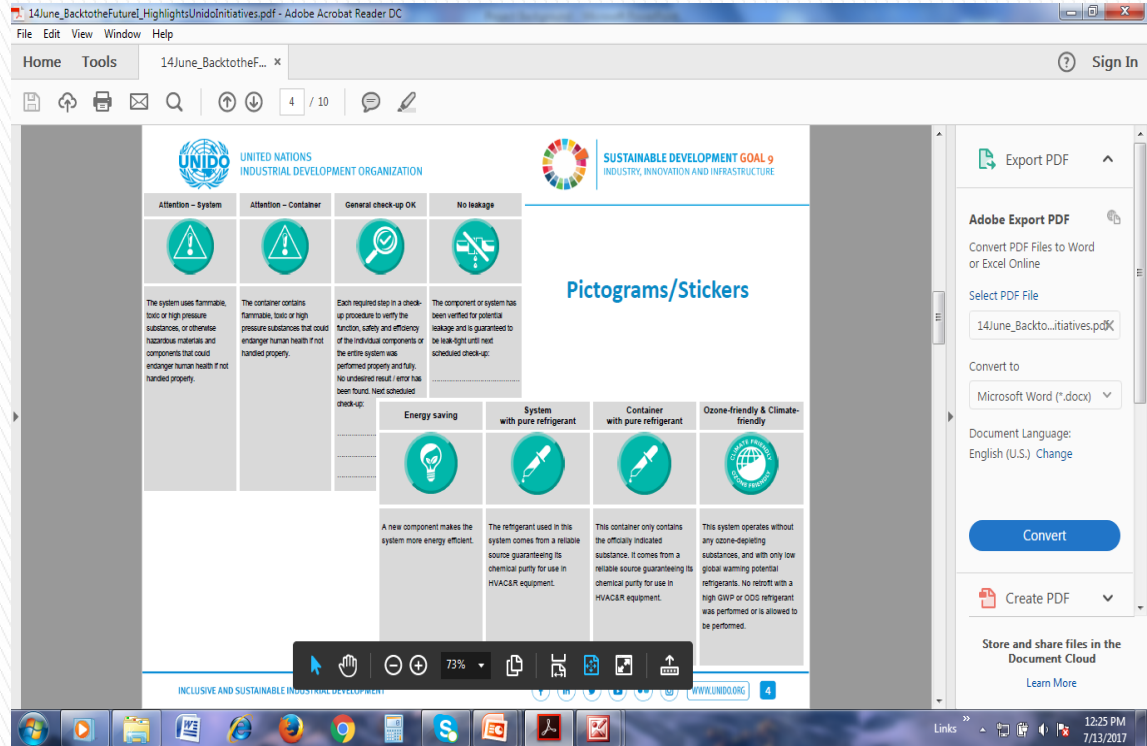 14June_BacktotheFutureI_HighlightsUnidoInitiatives.pdf - Adobe Acrobat Reader DC
File Edit View Window Help
Home Tools 14June_BacktotheF... × ? Sign In
4 / 10
UNIDO
UNITED NATIONS
INDUSTRIAL DEVELOPMENT ORGANIZATION
SUSTAINABLE DEVELOPMENT GOAL 9
INDUSTRY, INNOVATION AND INFRASTRUCTURE
Pictograms/Stickers
Attention – System
The system uses flammable,
toxic or high pressure
substances, or otherwise
hazardous materials and
components that could
endanger human health if not
handled properly.
Attention – Container
The container contains
flammable, toxic or high
pressure substances that could
endanger human health if not
handled properly.
General check-up OK
Each required step in a check-
up procedure to verify the
function, safety and efficiency
of the individual components or
the entire system was
performed properly and fully.
No undesired result / error has
been found. Next scheduled
check-up:
No leakage
The component or system has
been verified for potential
leakage and is guaranteed to
be leak-tight until next
scheduled check-up:
Energy saving
A new component makes the
system more energy efficient.
System
with pure refrigerant
The refrigerant used in this
system comes from a reliable
source guaranteeing its
chemical purity for use in
HVAC&R equipment.
Container
with pure refrigerant
This container only contains
the officially indicated
substance. It comes from a
reliable source guaranteeing its
chemical purity for use in
HVAC&R equipment.
Ozone-friendly & Climate-
friendly
CLIMATE FRIENDLY
OZONE FRIENDLY
This system operates without
any ozone-depleting
substances, and with only low
global warming potential
refrigerants. No retrofit with a
high GWP or ODS refrigerant
was performed or is allowed to
be performed.
73%
INCLUSIVE AND SUSTAINABLE INDUSTRIAL DEVELOPMENT
WWW.UNIDO.ORG 4
Export PDF
Adobe Export PDF
Convert PDF Files to Word
or Excel Online
Select PDF File
14June_Backto...itiatives.pdf
Convert to
Microsoft Word (*.docx)
Document Language:
English (U.S.) Change
Convert
Create PDF
Store and share files in the
Document Cloud
Learn More
Links
12:25 PM
7/13/2017